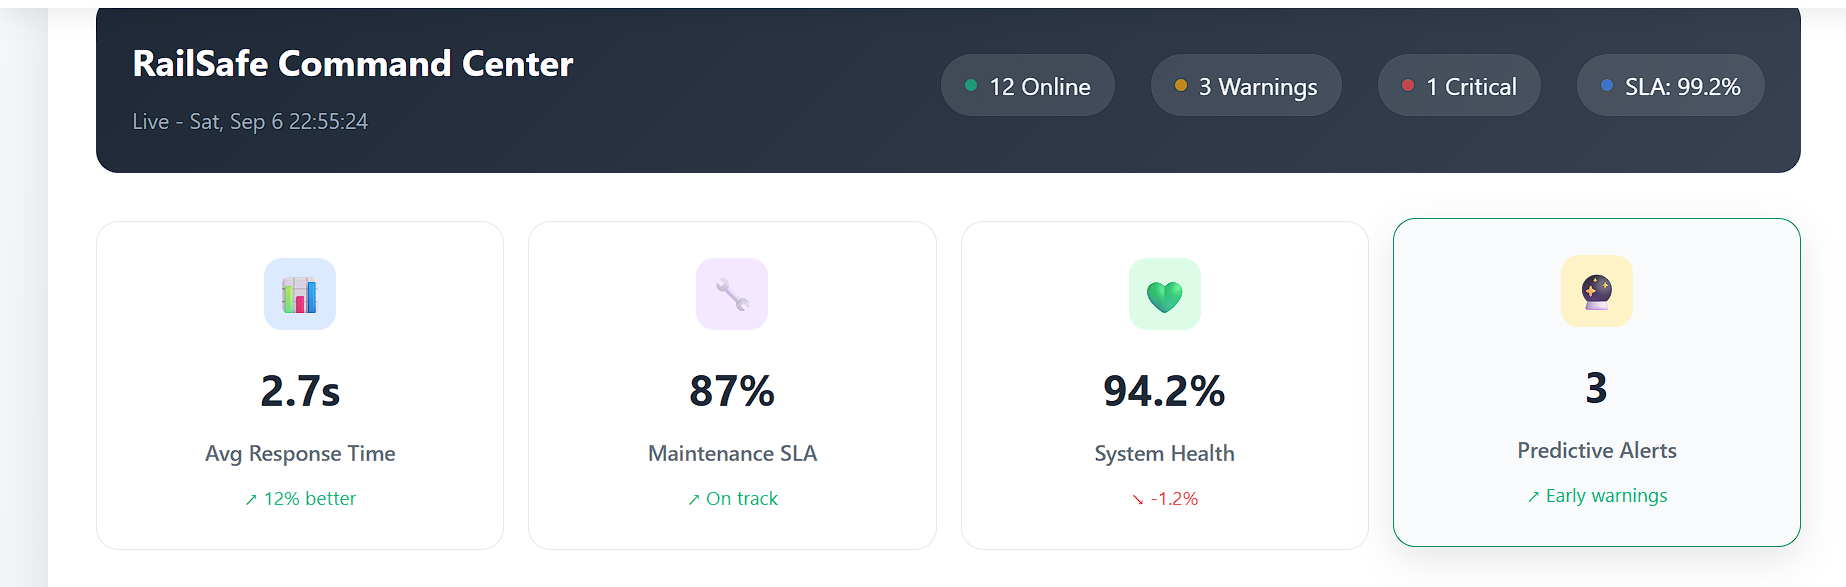 RailSafe Command Center
Live - Sat, Sep 6 22:55:24
12 Online
3 Warnings
1 Critical
SLA: 99.2%
2.7s
Avg Response Time
↗ 12% better
87%
Maintenance SLA
↗ On track
94.2%
System Health
↘ -1.2%
3
Predictive Alerts
↗ Early warnings